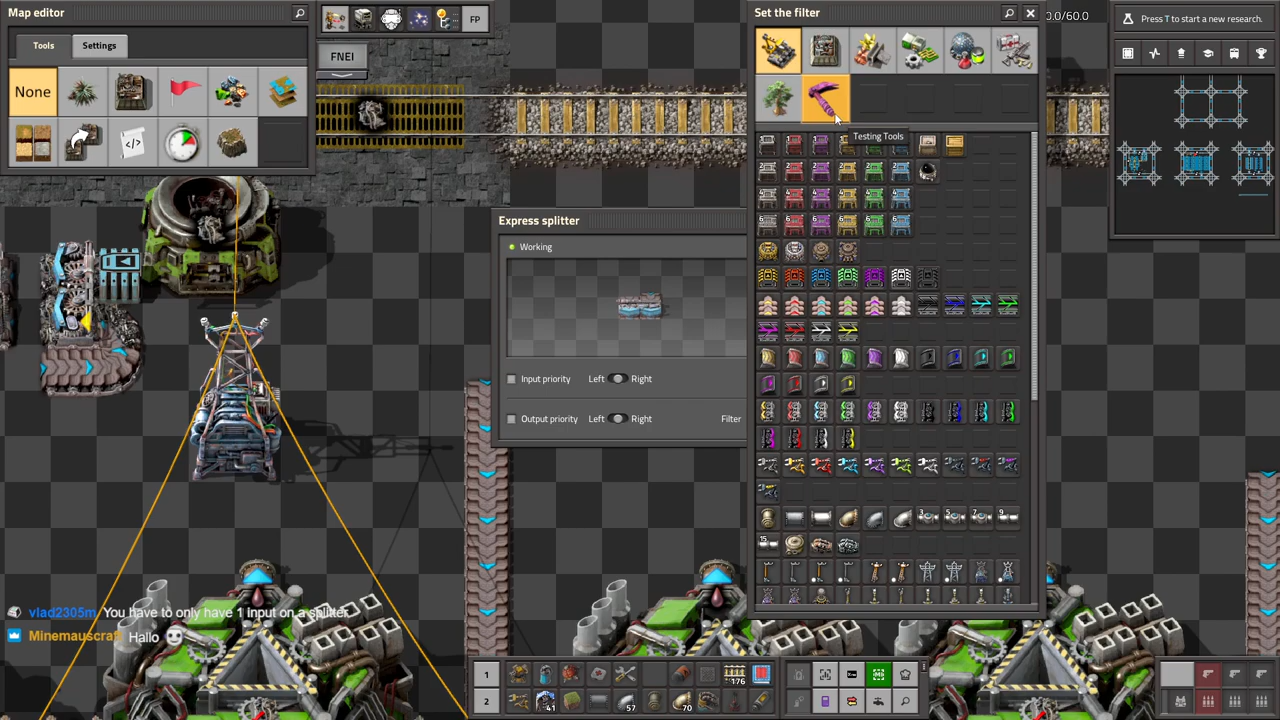 Map editor
Tools
Settings
None
FP
FNEI
Set the filter
0.0/60.0
Press T to start a new research.
Testing Tools
Express splitter
Working
Input priority
Left
Right
Output priority
Left
Right
Filter
vlad2305m You have to only have 1 input on a splitter
Minemauscraft Hallo
1
176
2
41
57
70